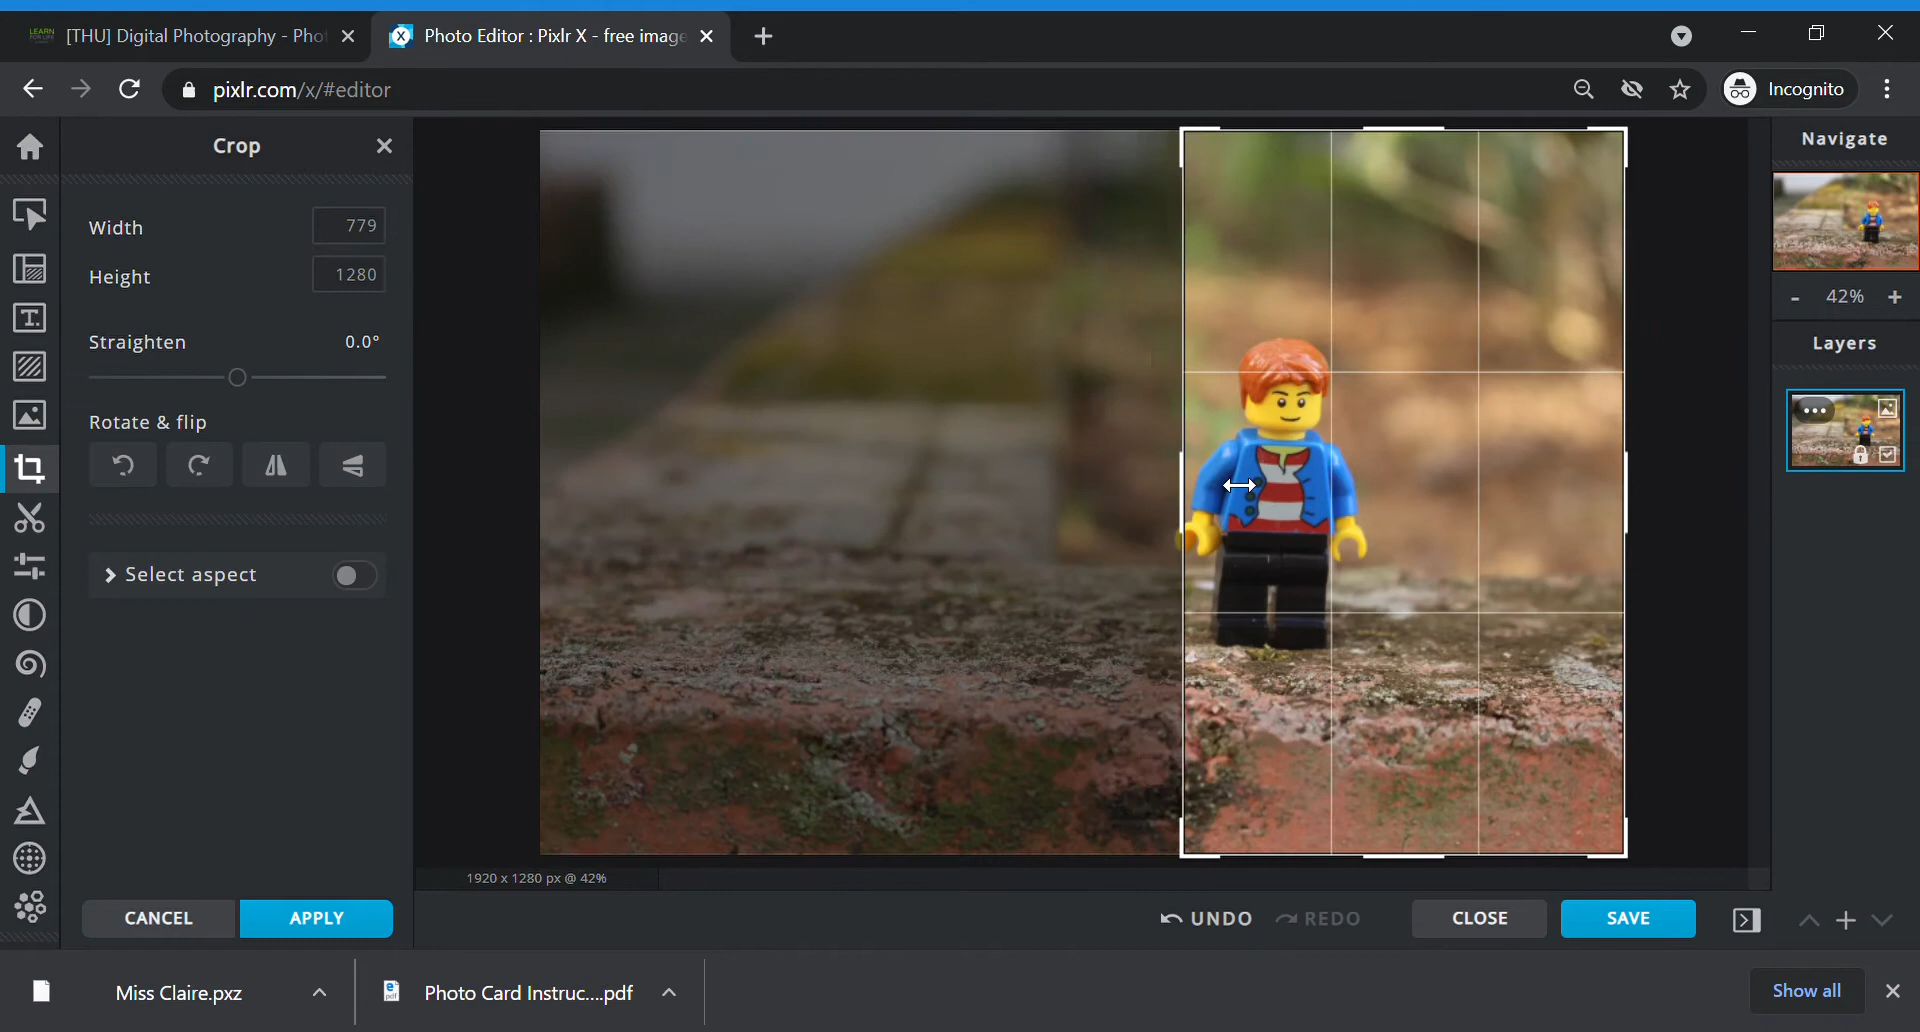 LEARN
[THU] Digital Photography - Pho
Photo Editor : Pixlr X - free image
pixlr.com/x/#editor
Incognito
Crop
Width
779
Height
1280
Straighten
0.0°
Rotate & flip
Select aspect
CANCEL
APPLY
1920 x 1280 px @ 42%
UNDO
REDO
CLOSE
SAVE
Navigate
- 42% +
Layers
Miss Claire.pxz
Photo Card Instruc....pdf
Show all